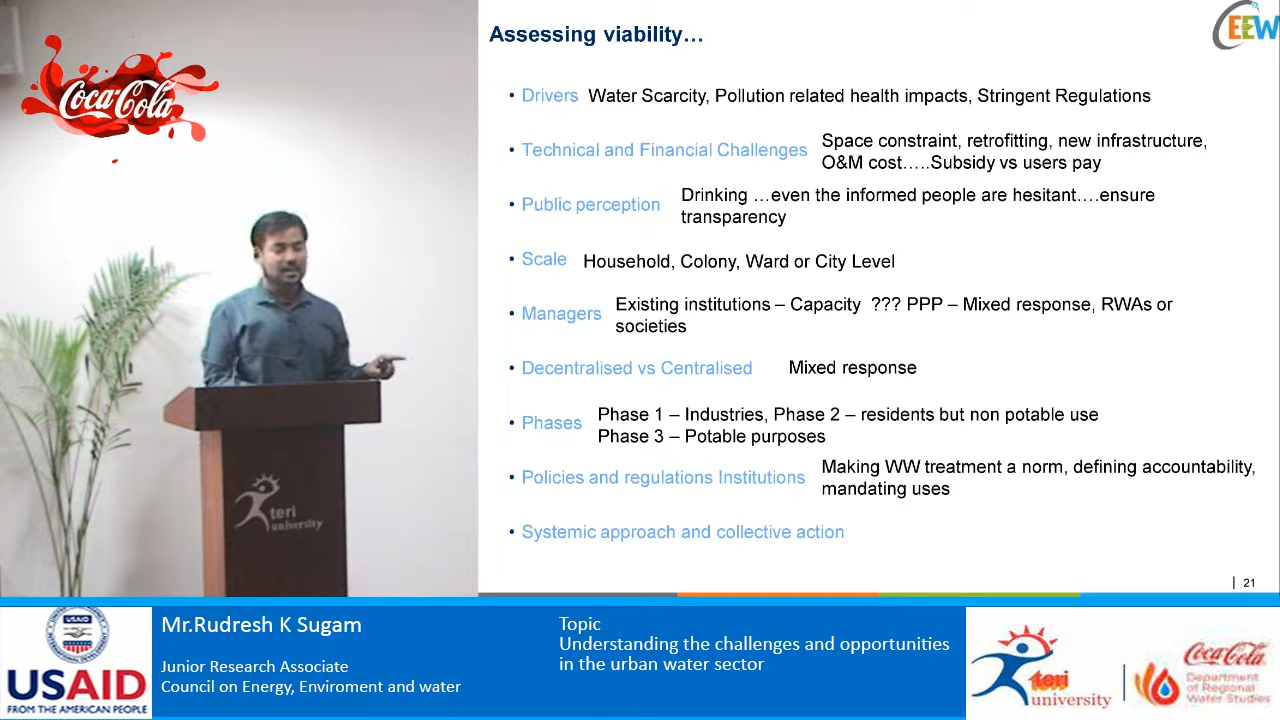 Coca-Cola
Assessing viability…
CEEW
• Drivers Water Scarcity, Pollution related health impacts, Stringent Regulations
• Technical and Financial Challenges Space constraint, retrofitting, new infrastructure,
O&M cost…..Subsidy vs users pay
• Public perception Drinking …even the informed people are hesitant….ensure
transparency
• Scale Household, Colony, Ward or City Level
• Managers Existing institutions – Capacity ??? PPP – Mixed response, RWAs or
societies
• Decentralised vs Centralised Mixed response
• Phases Phase 1 – Industries, Phase 2 – residents but non potable use
Phase 3 – Potable purposes
• Policies and regulations Institutions Making WW treatment a norm, defining accountability,
mandating uses
• Systemic approach and collective action
| 21
teri
university
USAID
USAID
FROM THE AMERICAN PEOPLE
Mr.Rudresh K Sugam
Junior Research Associate
Council on Energy, Enviroment and water
Topic
Understanding the challenges and opportunities
in the urban water sector
teri
university
Coca-Cola
Department
of Regional
Water Studies